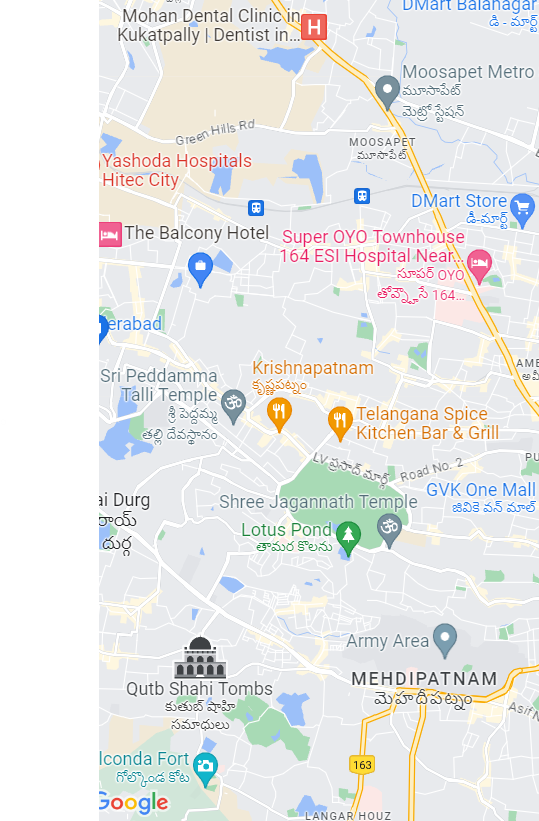 DMart Balanagar
డి - మార్ట్
Mohan Dental Clinic in
Kukatpally | Dentist in...
H
Moosapet Metro
మూసాపేట్
మెట్రో స్టేషన్
Green Hills Rd
MOOSAPET
మూసాపేట్
Yashoda Hospitals
Hitec City
DMart Store
డీ-మార్ట్
The Balcony Hotel
Super OYO Townhouse
164 ESI Hospital Near...
సూపర్ OYO
తోవ్న్హౌసే 164...
erabad
AME
అమీ
Krishnapatnam
కృష్ణపట్నం
Sri Peddamma
Talli Temple
శ్రీ పెద్దమ్మ
తల్లి దేవస్థానం
Telangana Spice
Kitchen Bar & Grill
LV ప్రసాద్ మార్గ్
Road No. 2
PU
GVK One Mall
జివికె వన్ మాల్
ai Durg
రాయ్
దుర్గ
Shree Jagannath Temple
Lotus Pond
తామర కొలను
Army Area
MEHDIPATNAM
మెహదీపట్నం
Qutb Shahi Tombs
కుతుబ్ షాహి
సమాధులు
Asif N
lconda Fort
గోల్కొండ కోట
163
Google
LANGAR HOUZ